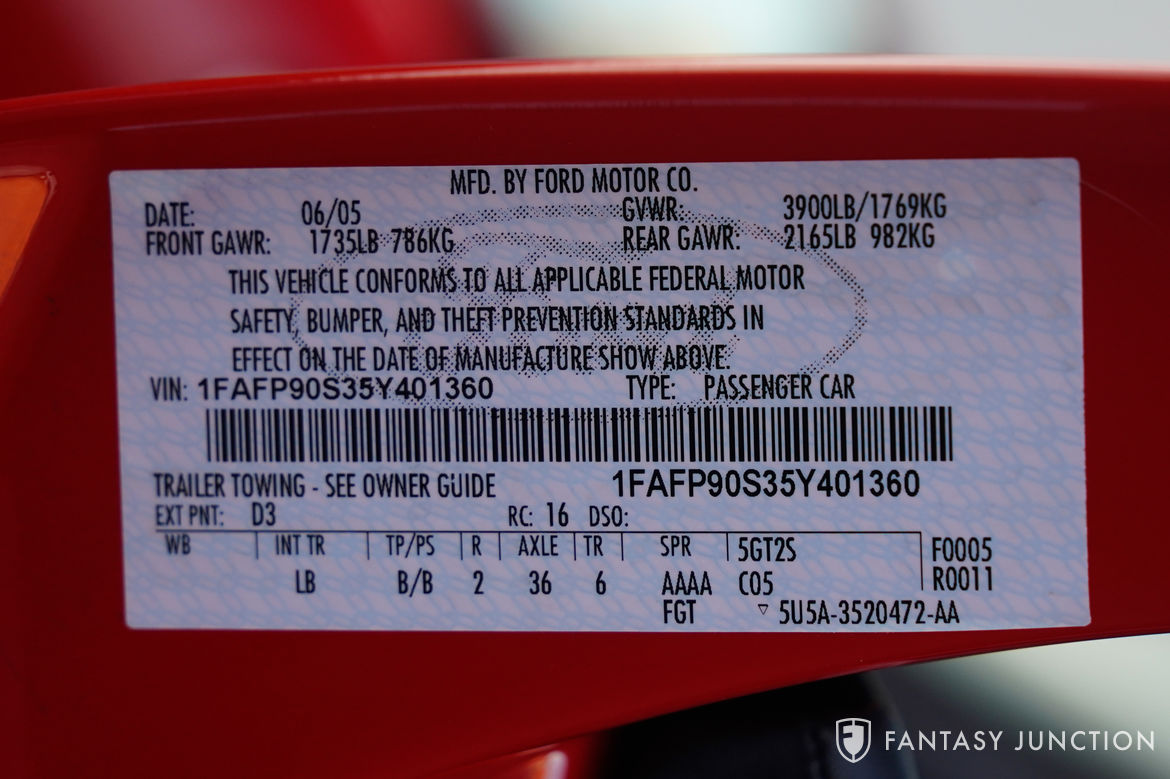 MFD. BY FORD MOTOR CO.
DATE: 06/05 GVWR: 3900LB/1769KG
FRONT GAWR: 1735LB 786KG REAR GAWR: 2165LB 982KG
THIS VEHICLE CONFORMS TO ALL APPLICABLE FEDERAL MOTOR
SAFETY, BUMPER, AND THEFT PREVENTION STANDARDS IN
EFFECT ON THE DATE OF MANUFACTURE SHOW ABOVE.
VIN: 1FAFP90S35Y401360 TYPE: PASSENGER CAR
TRAILER TOWING - SEE OWNER GUIDE 1FAFP90S35Y401360
EXT PNT: D3 RC: 16 DSO:
WB INT TR TP/PS R AXLE TR SPR 5GT2S F0005
LB B/B 2 36 6 AAAA C05 R0011
FGT ▽ 5U5A-3520472-AA
FANTASY JUNCTION